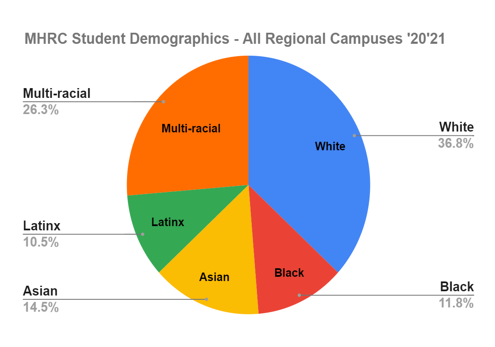 MHRC Student Demographics - All Regional Campuses '20'21
Multi-racial
26.3%
Multi-racial
White
White
36.8%
Latinx
10.5%
Latinx
Asian
14.5%
Asian
Black
Black
11.8%